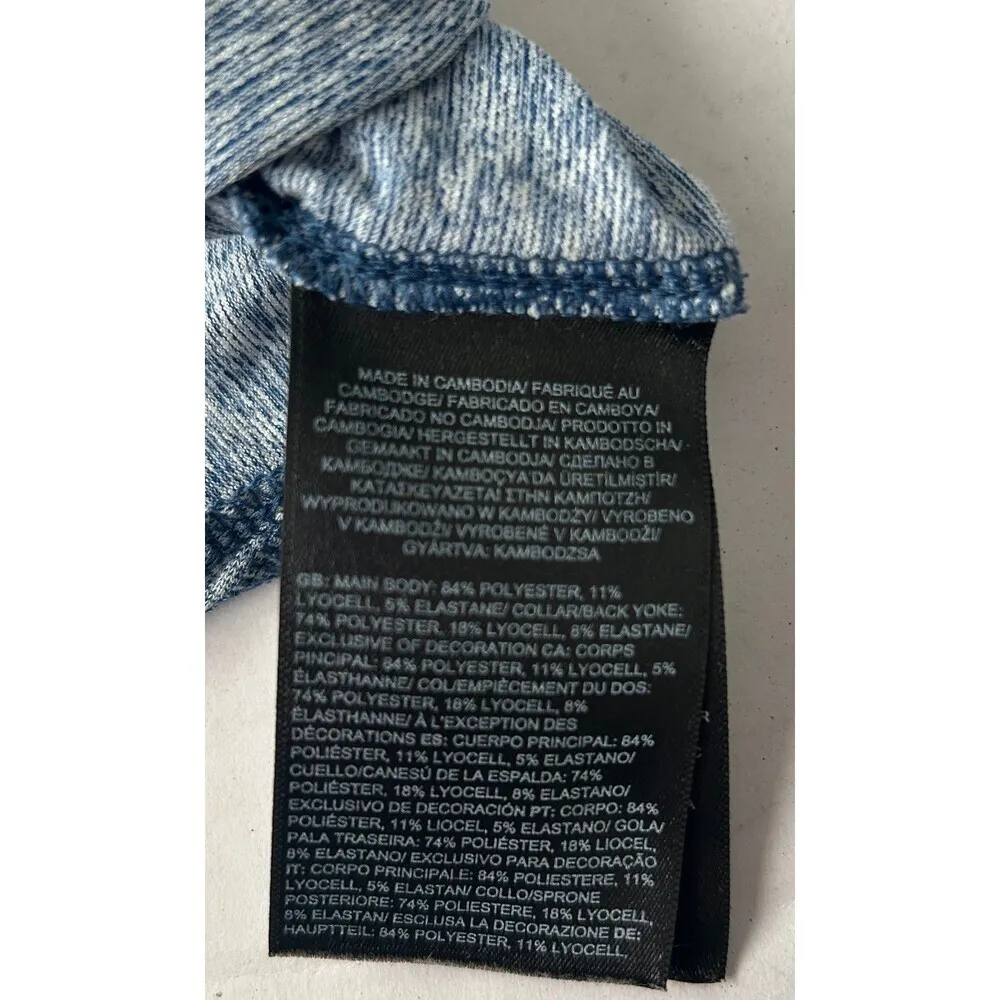 MADE IN CAMBODIA/ FABRIQUÉ AU
CAMBODGE/ FABRICADO EN CAMBOYA/
FABRICADO NO CAMBODJA/ PRODOTTO IN
CAMBOGIA/ HERGESTELLT IN KAMBODSCHA/
GEMAAKT IN CAMBODJA/ СДЕЛАНО В
КАМБОДЖЕ/ KAMBOÇYA'DA ÜRETİLMİŞTİR/
ΚΑΤΑΣΚΕΥΑΖΕΤΑΙ ΣΤΗΝ ΚΑΜΠΟΤΖΗ/
WYPRODUKOWANO W KAMBODŻY/ VYROBENO
V KAMBODŽI/ VYROBENÉ V KAMBODŽI/
GYÁRTVA: KAMBODZSA
GB: MAIN BODY: 84% POLYESTER, 11%
LYOCELL, 5% ELASTANE/ COLLAR/BACK YOKE:
74% POLYESTER, 18% LYOCELL, 8% ELASTANE/
EXCLUSIVE OF DECORATION CA: CORPS
PINCIPAL: 84% POLYESTER, 11% LYOCELL, 5%
ÉLASTHANNE/ COL/EMPIÈCEMENT DU DOS:
74% POLYESTER, 18% LYOCELL, 8%
ÉLASTHANNE/ À L'EXCEPTION DES
DÉCORATIONS ES: CUERPO PRINCIPAL: 84%
POLIÉSTER, 11% LYOCELL, 5% ELASTANO/
CUELLO/CANESÚ DE LA ESPALDA: 74%
POLIÉSTER, 18% LYOCELL, 8% ELASTANO/
EXCLUSIVO DE DECORACIÓN PT: CORPO: 84%
POLIÉSTER, 11% LIOCEL, 5% ELASTANO/ GOLA/
PALA TRASEIRA: 74% POLIÉSTER, 18% LIOCEL,
8% ELASTANO/ EXCLUSIVO PARA DECORAÇÃO
IT: CORPO PRINCIPALE: 84% POLIESTERE, 11%
LYOCELL, 5% ELASTAN/ COLLO/SPRONE
POSTERIORE: 74% POLIESTERE, 18% LYOCELL,
8% ELASTAN/ ESCLUSA LA DECORAZIONE DE:
HAUPTTEIL: 84% POLYESTER, 11% LYOCELL,